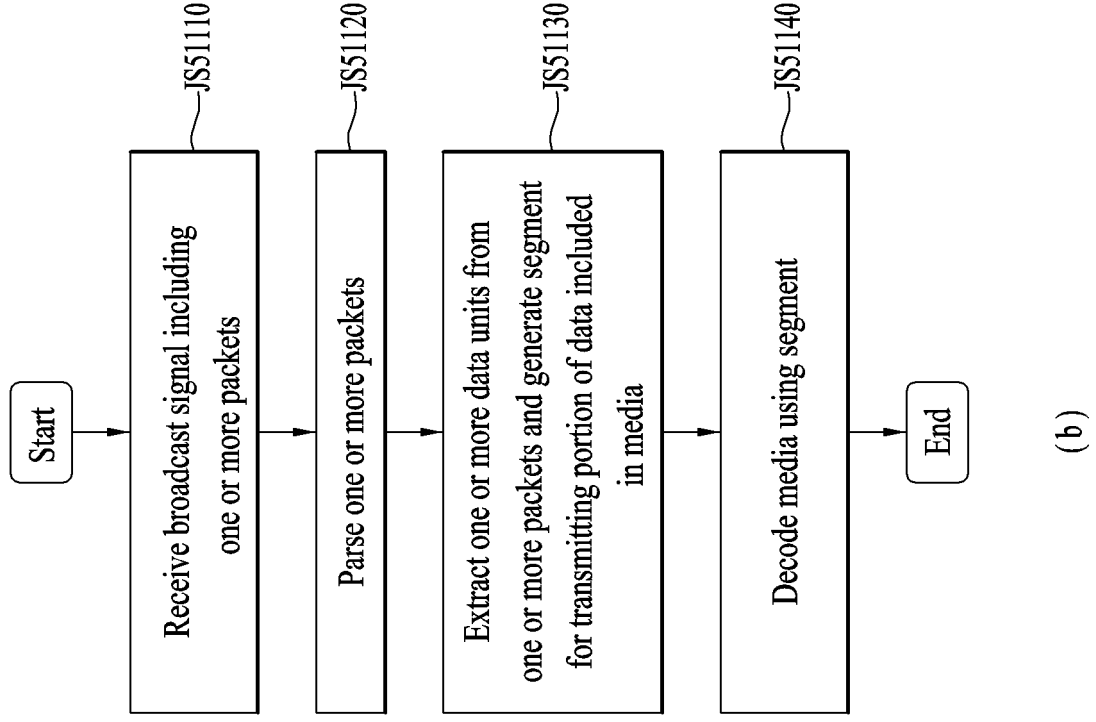 Start
Receive broadcast signal including
one or more packets
JS51110
Parse one or more packets
JS51120
Extract one or more data units from
one or more packets and generate segment
for transmitting portion of data included
in media
JS51130
Decode media using segment
JS51140
End
(b)